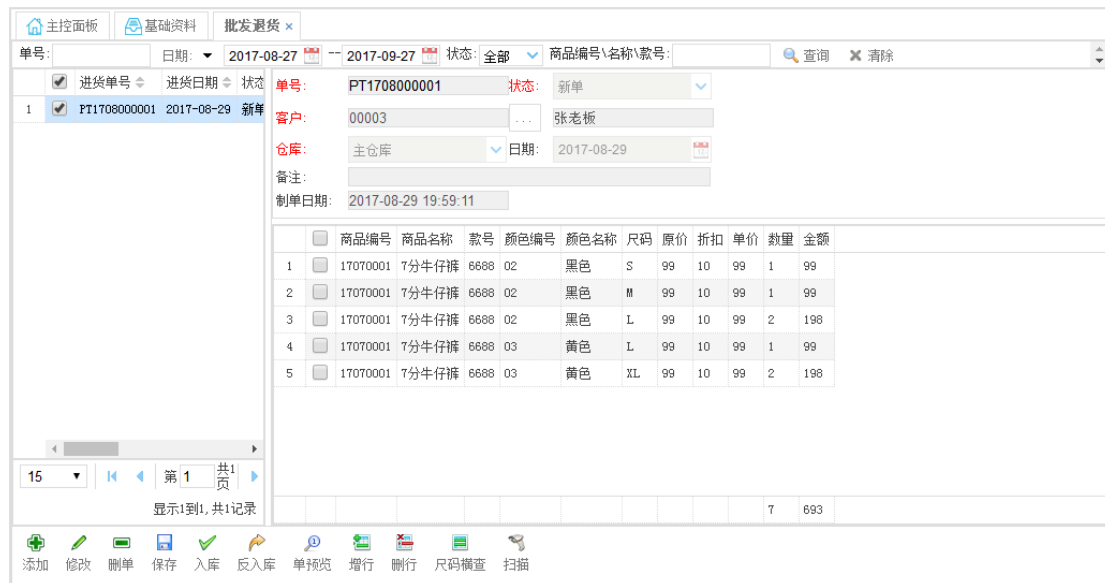 主控面板 基础资料 批发退货 ×
单号: 日期: 2017-08-27 -- 2017-09-27 状态: 全部 商品编号\名称\款号: 查询 清除
进货单号 进货日期 状态
1 PT1708000001 2017-08-29 新单
单号: PT1708000001 状态: 新单
客户: 00003 ... 张老板
仓库: 主仓库 日期: 2017-08-29
备注:
制单日期: 2017-08-29 19:59:11
商品编号 商品名称 款号 颜色编号 颜色名称 尺码 原价 折扣 单价 数量 金额
1 17070001 7分牛仔裤 6688 02 黑色 S 99 10 99 1 99
2 17070001 7分牛仔裤 6688 02 黑色 M 99 10 99 1 99
3 17070001 7分牛仔裤 6688 02 黑色 L 99 10 99 2 198
4 17070001 7分牛仔裤 6688 03 黄色 L 99 10 99 1 99
5 17070001 7分牛仔裤 6688 03 黄色 XL 99 10 99 2 198
7 693
15 第 1 共1页
显示1到1,共1记录
添加 修改 删单 保存 入库 反入库 单预览 增行 删行 尺码横查 扫描